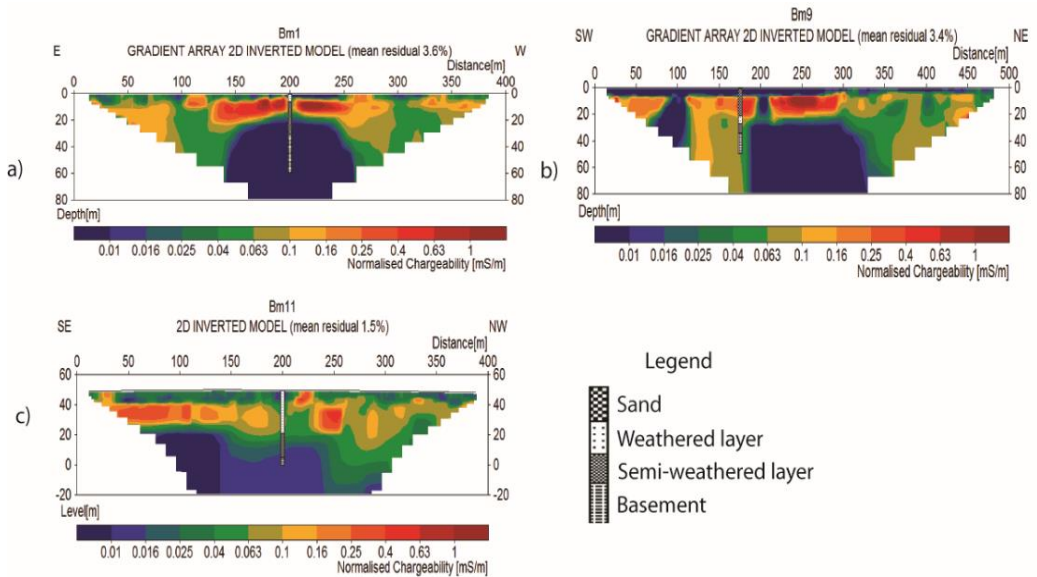 a)
Bm1
E W
GRADIENT ARRAY 2D INVERTED MODEL (mean residual 3.6%)
Distance[m]
0 50 100 150 200 250 300 350 400
0 0
20 20
40 40
60 60
80 80
Depth[m]
0.01 0.016 0.025 0.04 0.063 0.1 0.16 0.25 0.4 0.63 1
Normalised Chargeability [mS/m]
b)
Bm9
SW NE
GRADIENT ARRAY 2D INVERTED MODEL (mean residual 3.4%)
Distance[m]
0 50 100 150 200 250 300 350 400 450 500
0 0
20 20
40 40
60 60
80 80
Depth[m]
0.01 0.016 0.025 0.04 0.063 0.1 0.16 0.25 0.4 0.63 1
Normalised Chargeability [mS/m]
c)
Bm11
SE NW
2D INVERTED MODEL (mean residual 1.5%)
Distance[m]
0 50 100 150 200 250 300 350 400
60 60
40 40
20 20
0 0
-20 -20
Level[m]
0.01 0.016 0.025 0.04 0.063 0.1 0.16 0.25 0.4 0.63 1
Normalised Chargeability [mS/m]
Legend
Sand
Weathered layer
Semi-weathered layer
Basement